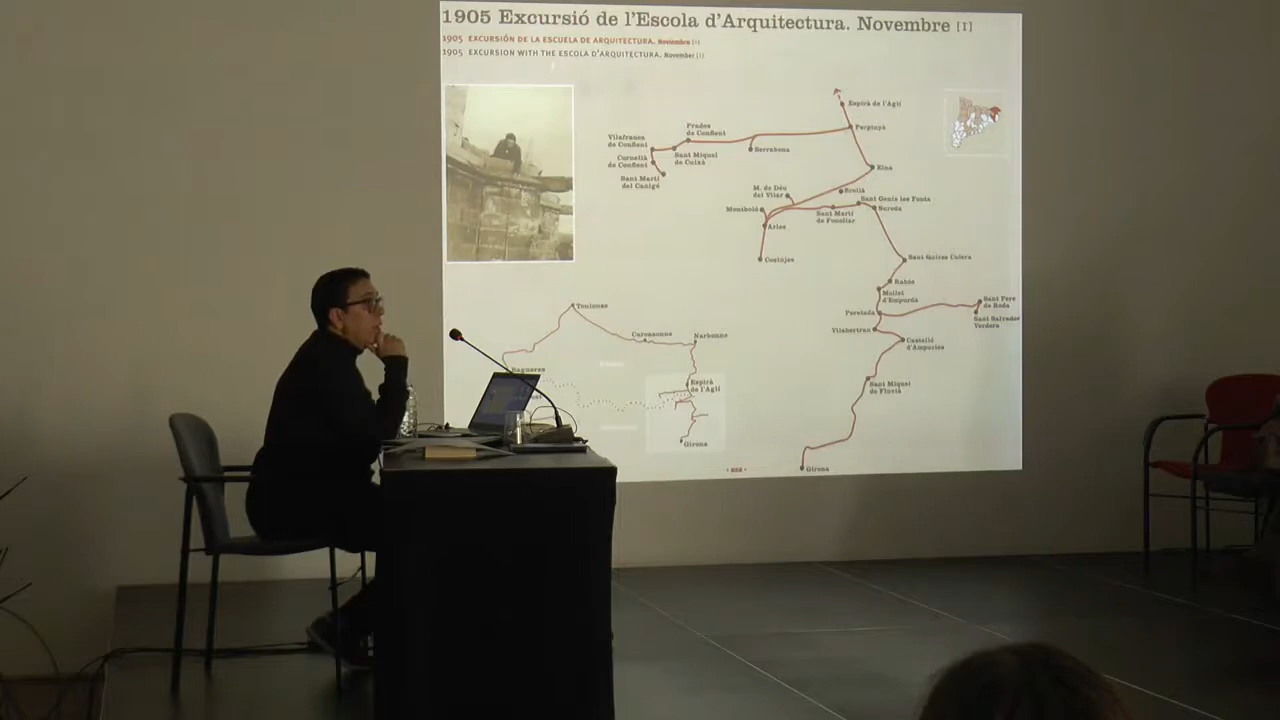 1905 Excursió de l'Escola d'Arquitectura. Novembre [I]
1905 EXCURSIÓN DE LA ESCUELA DE ARQUITECTURA. Noviembre [I]
1905 EXCURSION WITH THE ESCOLA D'ARQUITECTURA. November [I]
Espirà de l'Aglí
Perpinyà
Prades
de Conflent
Vilafranca
de Conflent
Serrabona
Sant Miquel
de Cuixà
Cornellà
de Conflent
Sant Martí
del Canigó
Elna
M. de Déu
del Vilar
Brullà
Sant Genís les Fonts
Montboló
Sant Martí
de Fonollar
Sureda
Arles
Costujes
Sant Quirze Colera
Rabós
Mollet
d'Empordà
Sant Pere
de Roda
Peralada
Sant Salvador
Verdera
Vilabertran
Castelló
d'Ampuries
Sant Miquel
de Fluvià
Girona
Toulouse
Carcasonne
Narbonne
Bagneres
Espirà
de l'Aglí
Girona